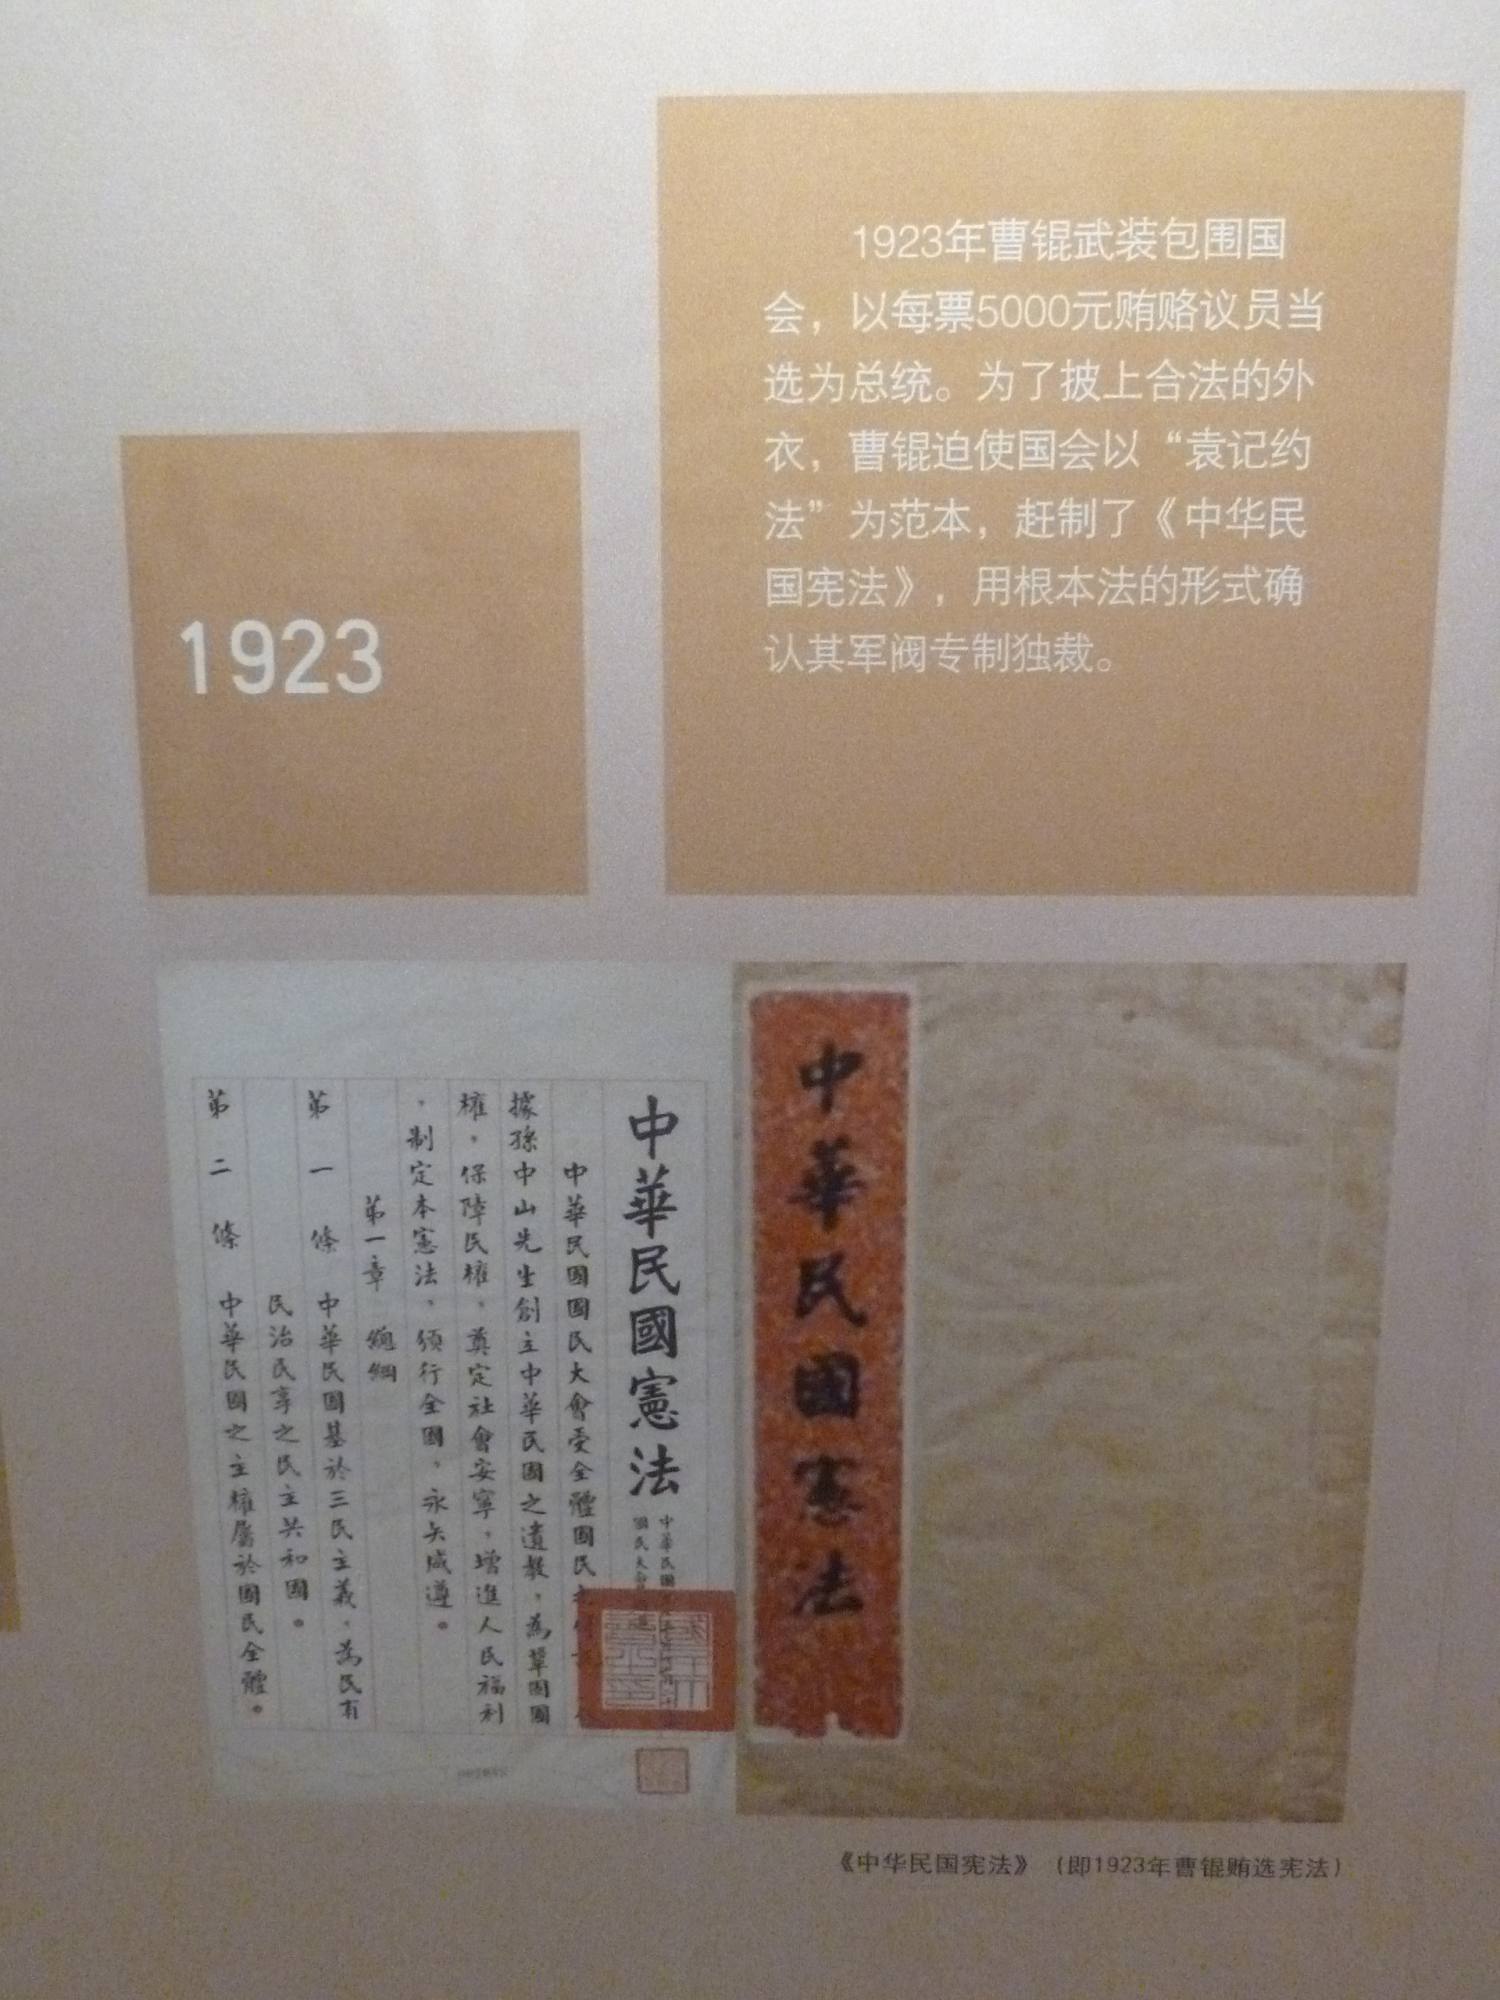 1923
1923年曹锟武装包围国
会，以每票5000元贿赂议员当
选为总统。为了披上合法的外
衣，曹锟迫使国会以“袁记约
法”为范本，赶制了《中华民
国宪法》，用根本法的形式确
认其军阀专制独裁。
中華民國憲法
中華民國憲法
中華民國國民大會受全體國民
據孫中山先生創立中華民國之遺教，為鞏固國
權，保障民權，奠定社會安寧，增進人民福利
，制定本憲法，頒行全國，永矢咸遵。
第一章 總綱
第一條 中華民國基於三民主義，為民有
民治民享之民主共和國。
第二條 中華民國之主權屬於國民全體。
《中华民国宪法》（即1923年曹锟贿选宪法）